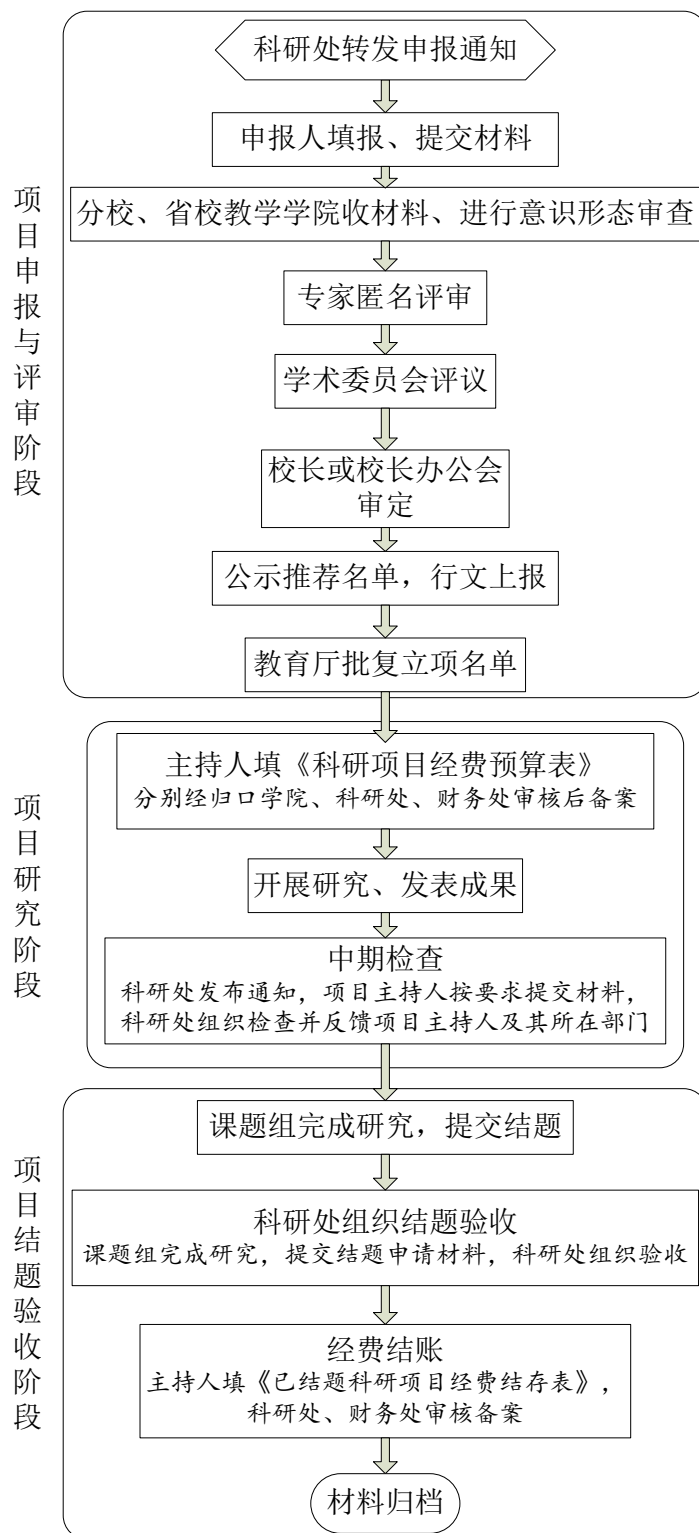 项目申报与评审阶段
科研处转发申报通知
申报人填报、提交材料
分校、省校教学学院收材料、进行意识形态审查
专家匿名评审
学术委员会评议
校长或校长办公会
审定
公示推荐名单，行文上报
教育厅批复立项名单
项目研究阶段
主持人填《科研项目经费预算表》
分别经归口学院、科研处、财务处审核后备案
开展研究、发表成果
中期检查
科研处发布通知，项目主持人按要求提交材料，
科研处组织检查并反馈项目主持人及其所在部门
项目结题验收阶段
课题组完成研究，提交结题
科研处组织结题验收
课题组完成研究，提交结题申请材料，科研处组织验收
经费结账
主持人填《已结题科研项目经费结存表》，
科研处、财务处审核备案
材料归档